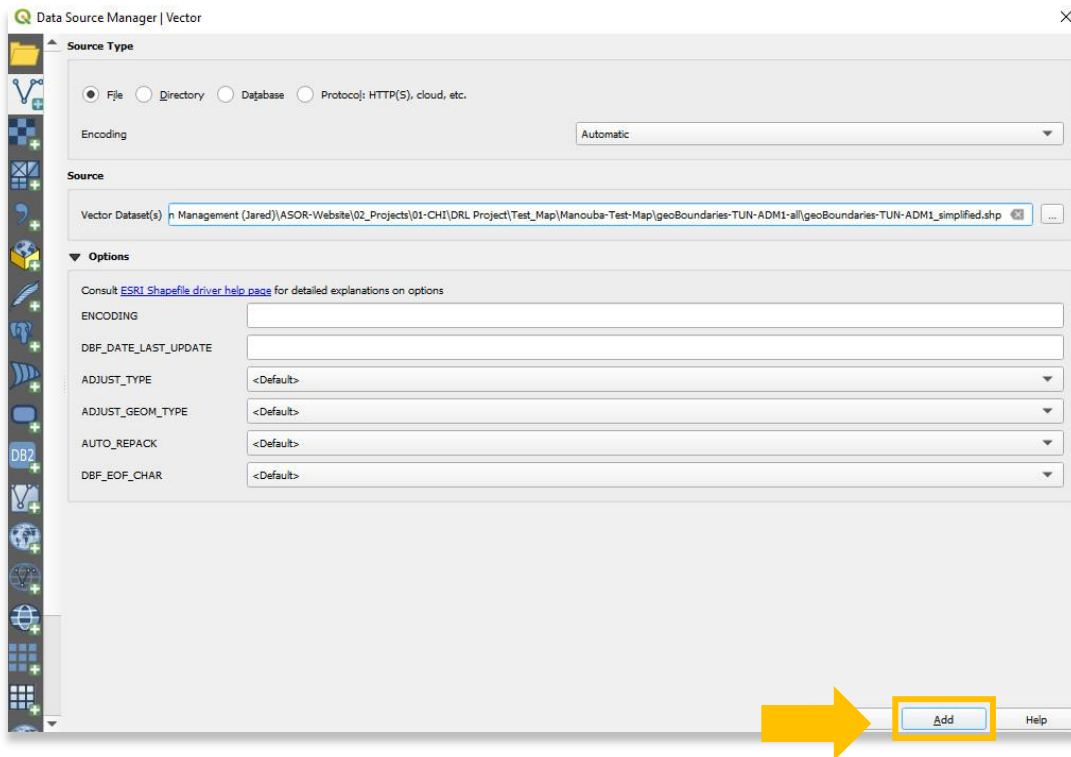 Data Source Manager | Vector
Source Type
File Directory Database Protocol: HTTP(S), cloud, etc.
Encoding Automatic
Source
Vector Dataset(s) n Management (Jared)\ASOR-Website\02_Projects\01-CHI\DRL Project\Test_Map\Manouba-Test-Map\geoBoundaries-TUN-ADM1-all\geoBoundaries-TUN-ADM1_simplified.shp ...
Options
Consult ESRI Shapefile driver help page for detailed explanations on options
ENCODING
DBF_DATE_LAST_UPDATE
ADJUST_TYPE <Default>
ADJUST_GEOM_TYPE <Default>
AUTO_REPACK <Default>
DBF_EOF_CHAR <Default>
DB2
Add Help